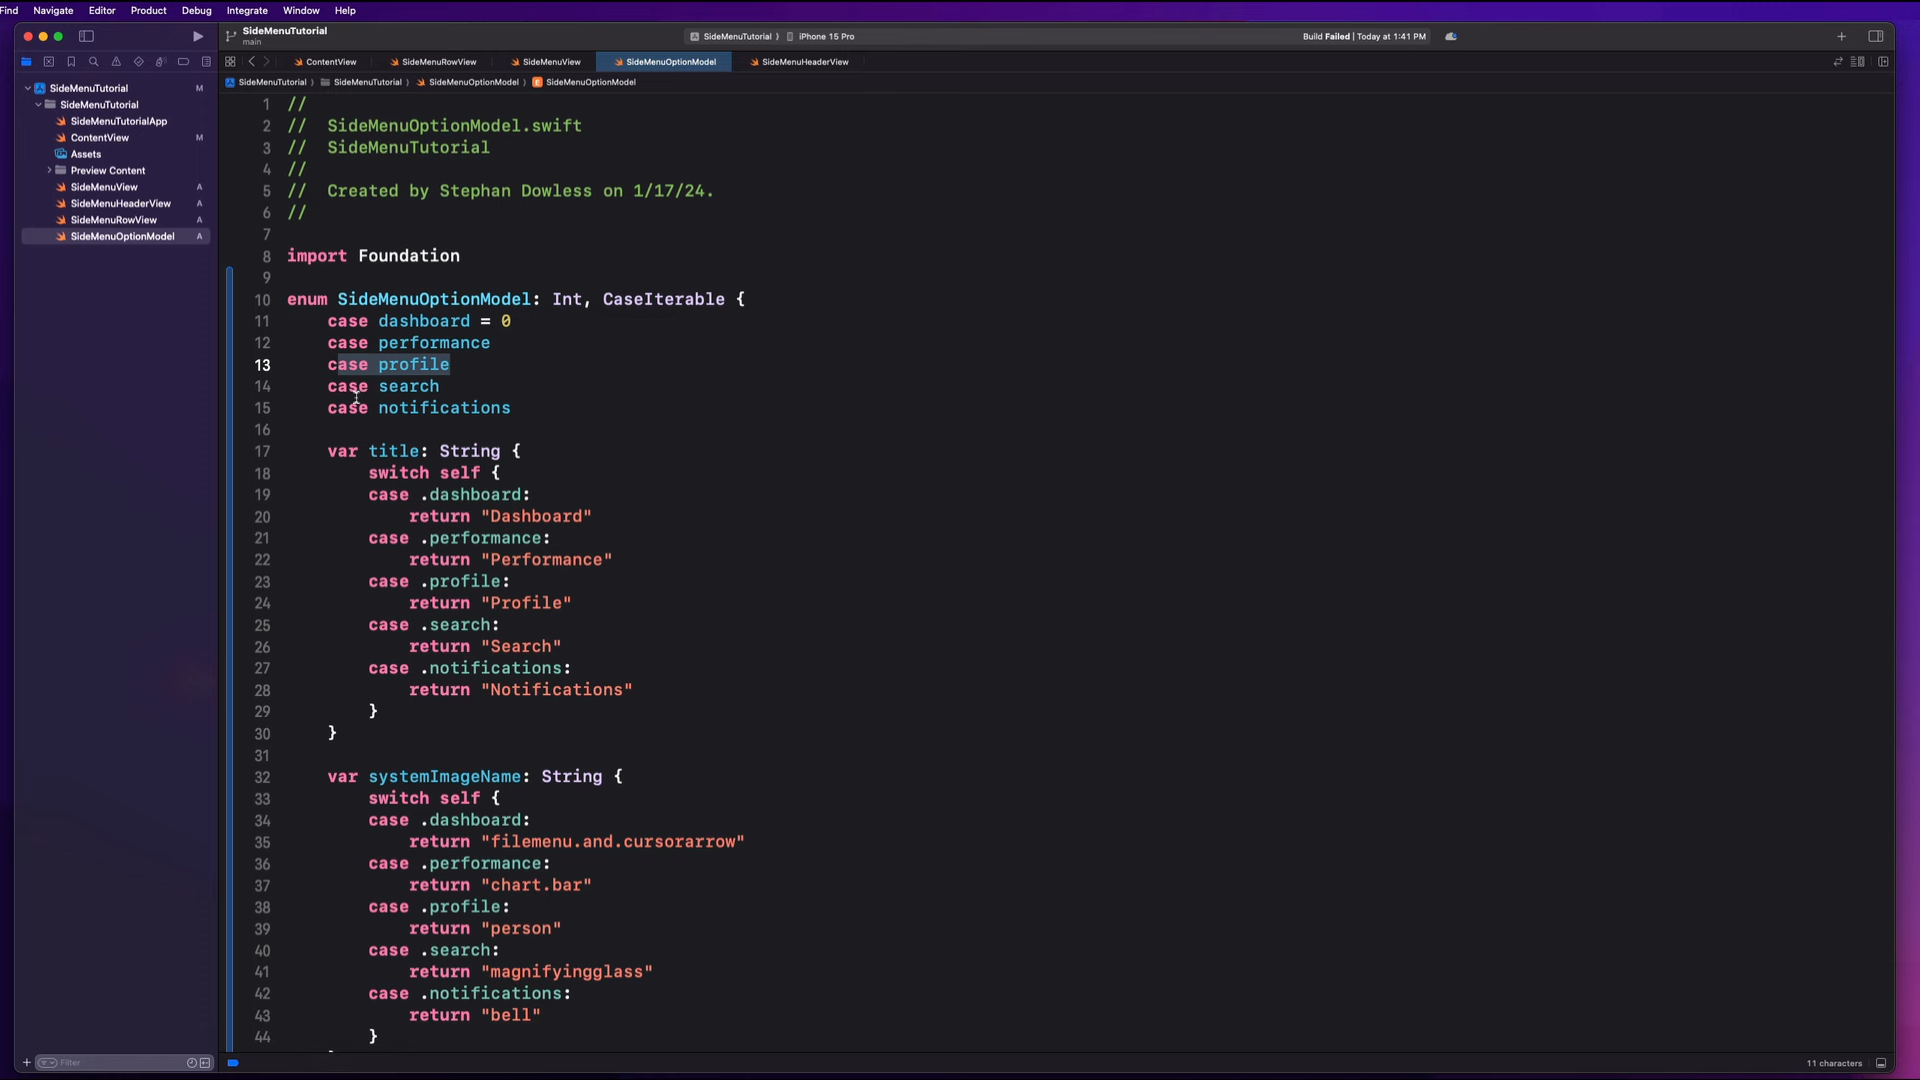 Find Navigate Editor Product Debug Integrate Window Help
SideMenuTutorial
main
SideMenuTutorial iPhone 15 Pro
Build Failed | Today at 1:41 PM
ContentView SideMenuRowView SideMenuView SideMenuOptionModel SideMenuHeaderView
SideMenuTutorial SideMenuTutorial SideMenuOptionModel SideMenuOptionModel
SideMenuTutorial M
SideMenuTutorial
SideMenuTutorialApp
ContentView M
Assets
Preview Content
SideMenuView A
SideMenuHeaderView A
SideMenuRowView A
SideMenuOptionModel A
Filter
1 //
2 // SideMenuOptionModel.swift
3 // SideMenuTutorial
4 //
5 // Created by Stephan Dowless on 1/17/24.
6 //
7
8 import Foundation
9
10 enum SideMenuOptionModel: Int, CaseIterable {
11 case dashboard = 0
12 case performance
13 case profile
14 case search
15 case notifications
16
17 var title: String {
18 switch self {
19 case .dashboard:
20 return "Dashboard"
21 case .performance:
22 return "Performance"
23 case .profile:
24 return "Profile"
25 case .search:
26 return "Search"
27 case .notifications:
28 return "Notifications"
29 }
30 }
31
32 var systemImageName: String {
33 switch self {
34 case .dashboard:
35 return "filemenu.and.cursorarrow"
36 case .performance:
37 return "chart.bar"
38 case .profile:
39 return "person"
40 case .search:
41 return "magnifyingglass"
42 case .notifications:
43 return "bell"
44 }
11 characters